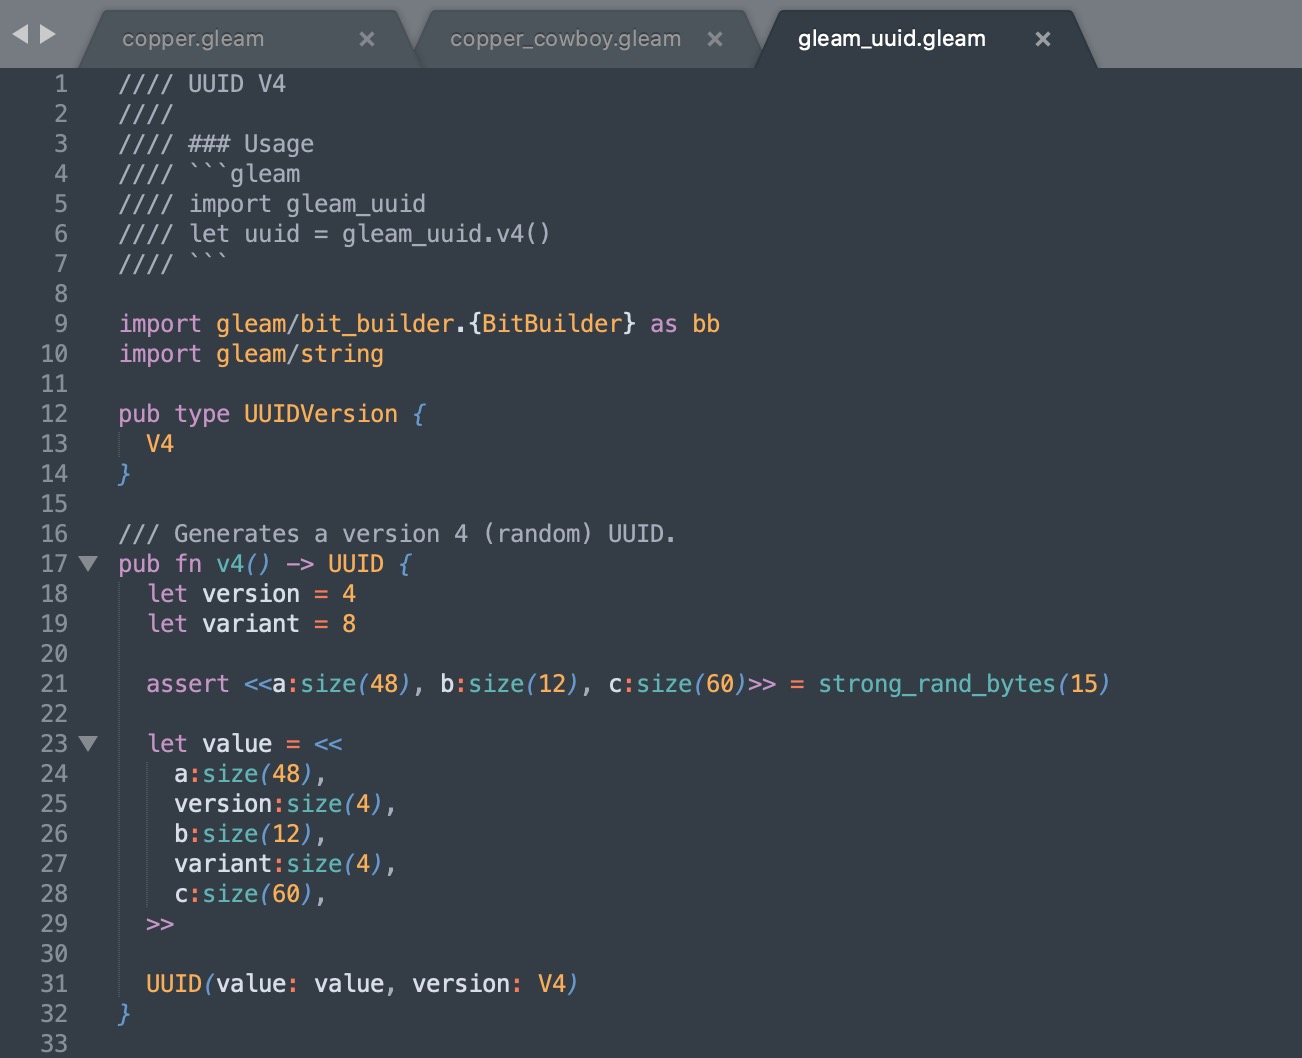 copper.gleam × copper_cowboy.gleam × gleam_uuid.gleam ×
1 //// UUID V4
2 ////
3 //// ### Usage
4 //// ```gleam
5 //// import gleam_uuid
6 //// let uuid = gleam_uuid.v4()
7 //// ```
8
9 import gleam/bit_builder.{BitBuilder} as bb
10 import gleam/string
11
12 pub type UUIDVersion {
13   V4
14 }
15
16 /// Generates a version 4 (random) UUID.
17 pub fn v4() -> UUID {
18   let version = 4
19   let variant = 8
20
21   assert <<a:size(48), b:size(12), c:size(60)>> = strong_rand_bytes(15)
22
23   let value = <<
24     a:size(48),
25     version:size(4),
26     b:size(12),
27     variant:size(4),
28     c:size(60),
29   >>
30
31   UUID(value: value, version: V4)
32 }
33